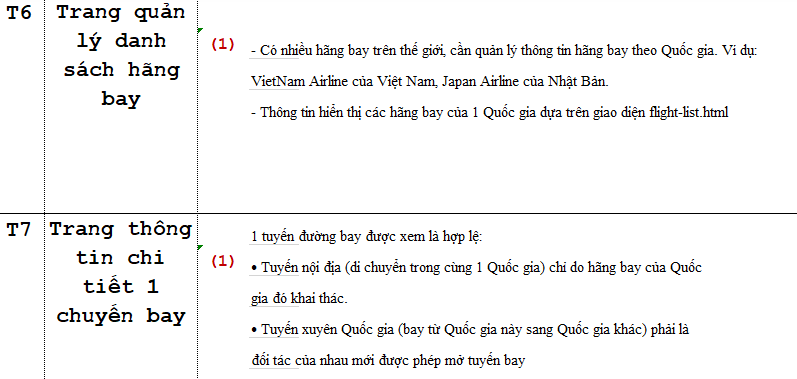 T6
Trang quản
lý danh
sách hãng
bay
(1)
- Có nhiều hãng bay trên thế giới, cần quản lý thông tin hãng bay theo Quốc gia. Ví dụ:
VietNam Airline của Việt Nam, Japan Airline của Nhật Bản.
- Thông tin hiển thị các hãng bay của 1 Quốc gia dựa trên giao diện flight-list.html
T7
Trang thông
tin chi
tiết 1
chuyến bay
(1)
1 tuyến đường bay được xem là hợp lệ:
• Tuyến nội địa (di chuyển trong cùng 1 Quốc gia) chỉ do hãng bay của Quốc
gia đó khai thác.
• Tuyến xuyên Quốc gia (bay từ Quốc gia này sang Quốc gia khác) phải là
đối tác của nhau mới được phép mở tuyến bay